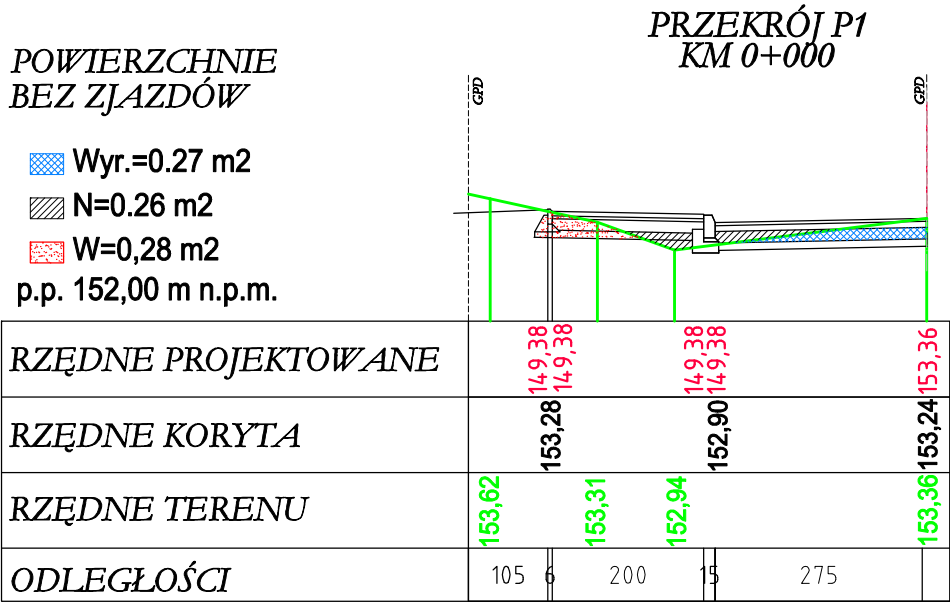 PRZEKRÓJ P1
KM 0+000
POWIERZCHNIE
BEZ ZJAZDÓW
GPD
GPD
Wyr.=0.27 m2
N=0.26 m2
W=0,28 m2
p.p. 152,00 m n.p.m.
RZĘDNE PROJEKTOWANE 149,38 149,38 149,38 149,38 153,36
RZĘDNE KORYTA 153,28 152,90 153,24
RZĘDNE TERENU 153,62 153,31 152,94 153,36
ODLEGŁOŚCI 105 6 200 15 275